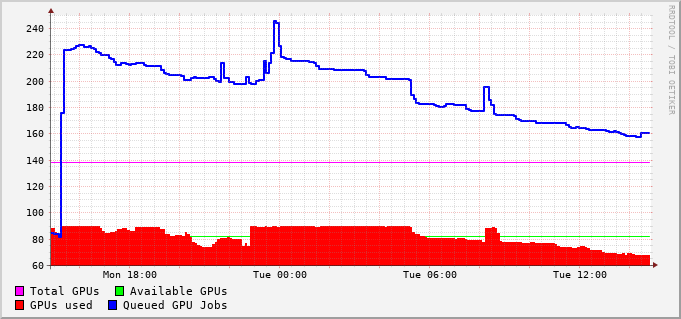 RRDTOOL / TOBI OETIKER
240
220
200
180
160
140
120
100
80
60
Mon 18:00 Tue 00:00 Tue 06:00 Tue 12:00
Total GPUs Available GPUs
GPUs used Queued GPU Jobs